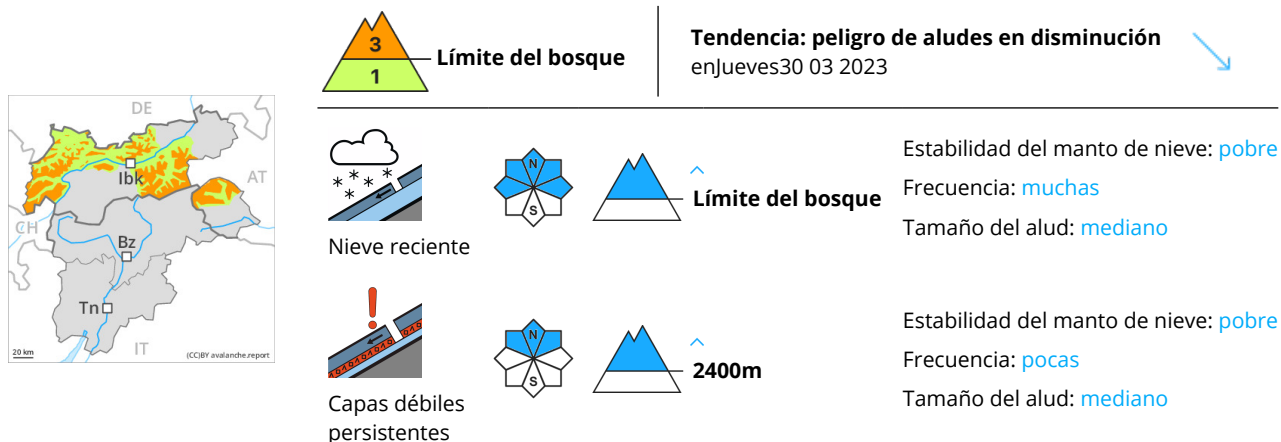 3
1
Límite del bosque
Tendencia: peligro de aludes en disminución
enJueves30 03 2023
DE
Ibk
AT
CH
Bz
Tn
IT
20 km
(CC)BY avalanche.report
Nieve reciente
N
S
Límite del bosque
Estabilidad del manto de nieve: pobre
Frecuencia: muchas
Tamaño del alud: mediano
Capas débiles
persistentes
N
S
2400m
Estabilidad del manto de nieve: pobre
Frecuencia: pocas
Tamaño del alud: mediano